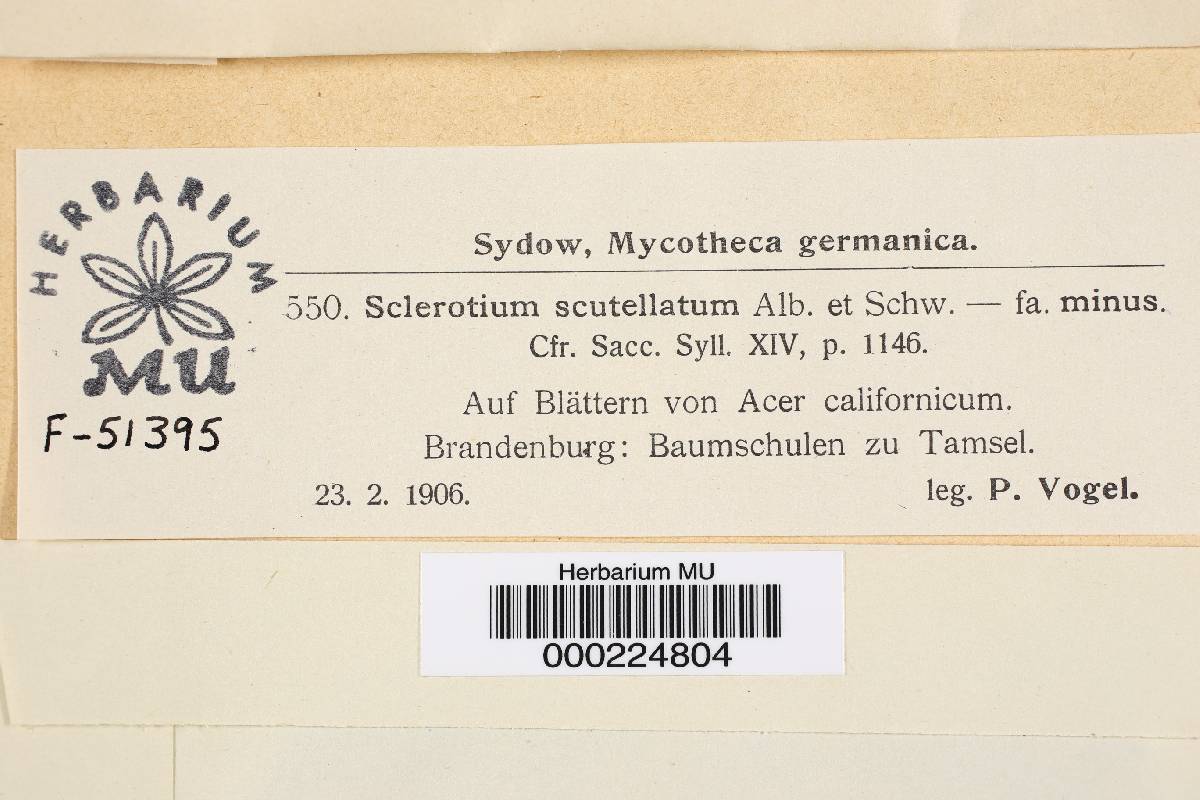 HERBARIUM
MU
F-51395
Sydow, Mycotheca germanica.
550. Sclerotium scutellatum Alb. et Schw. — fa. minus.
Cfr. Sacc. Syll. XIV, p. 1146.
Auf Blättern von Acer californicum.
Brandenburg: Baumschulen zu Tamsel.
23. 2. 1906. leg. P. Vogel.
Herbarium MU
000224804